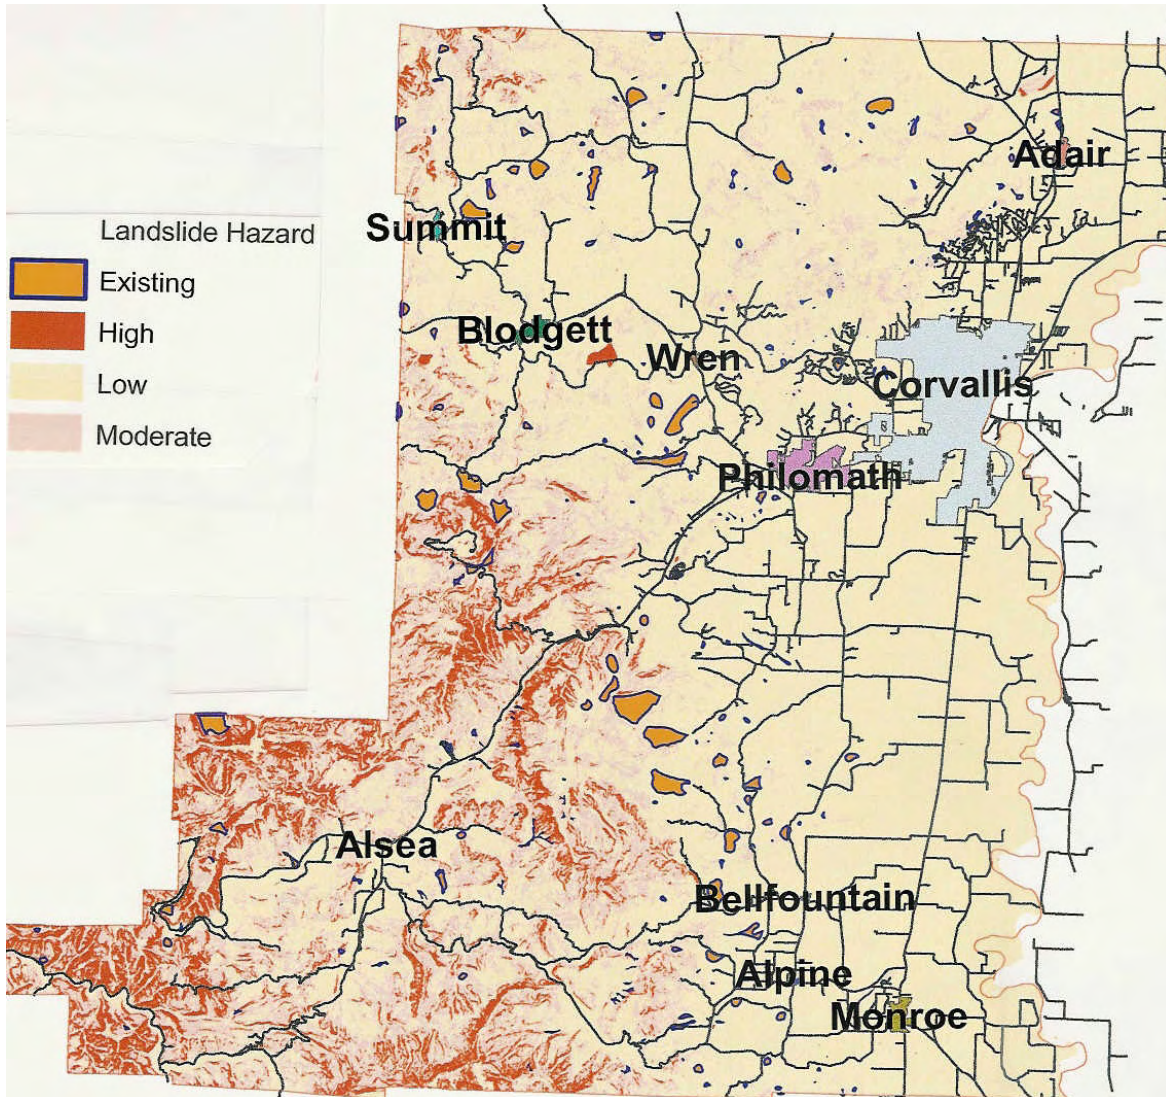 Adair
Summit
Landslide Hazard
Existing
High
Low
Moderate
Blodgett
Wren
Corvallis
Philomath
Alsea
Bellfountain
Alpine
Monroe